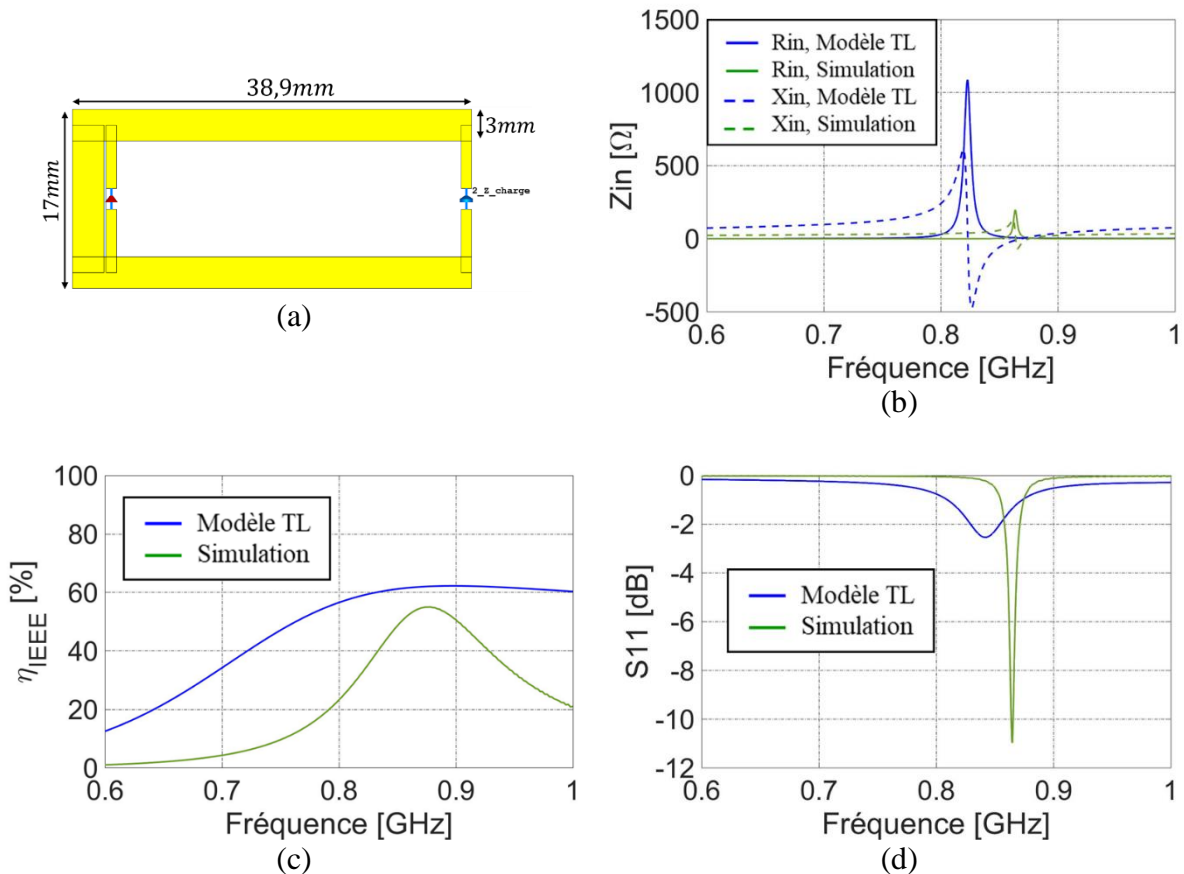 38,9mm
3mm
17mm
2_Z_charge
(a)
1500
1000
500
0
-500
Zin [Ω]
Rin, Modèle TL
Rin, Simulation
Xin, Modèle TL
Xin, Simulation
0.6 0.7 0.8 0.9 1
Fréquence [GHz]
(b)
100
80
60
40
20
0
ηIEEE [%]
Modèle TL
Simulation
0.6 0.7 0.8 0.9 1
Fréquence [GHz]
(c)
0
-2
-4
-6
-8
-10
-12
S11 [dB]
Modèle TL
Simulation
0.6 0.7 0.8 0.9 1
Fréquence [GHz]
(d)